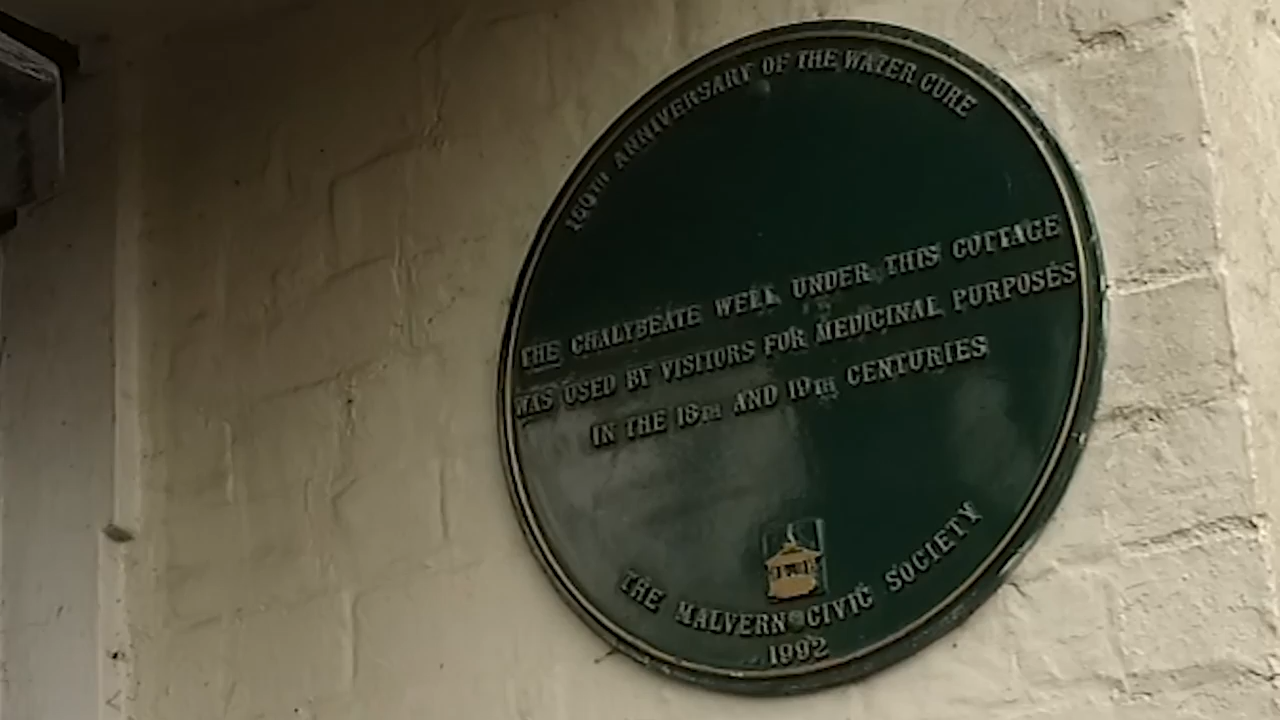 150TH ANNIVERSARY OF THE WATER CURE
THE CHALYBEATE WELL UNDER THIS COTTAGE
WAS USED BY VISITORS FOR MEDICINAL PURPOSES
IN THE 18TH AND 19TH CENTURIES
THE MALVERN CIVIC SOCIETY
1992